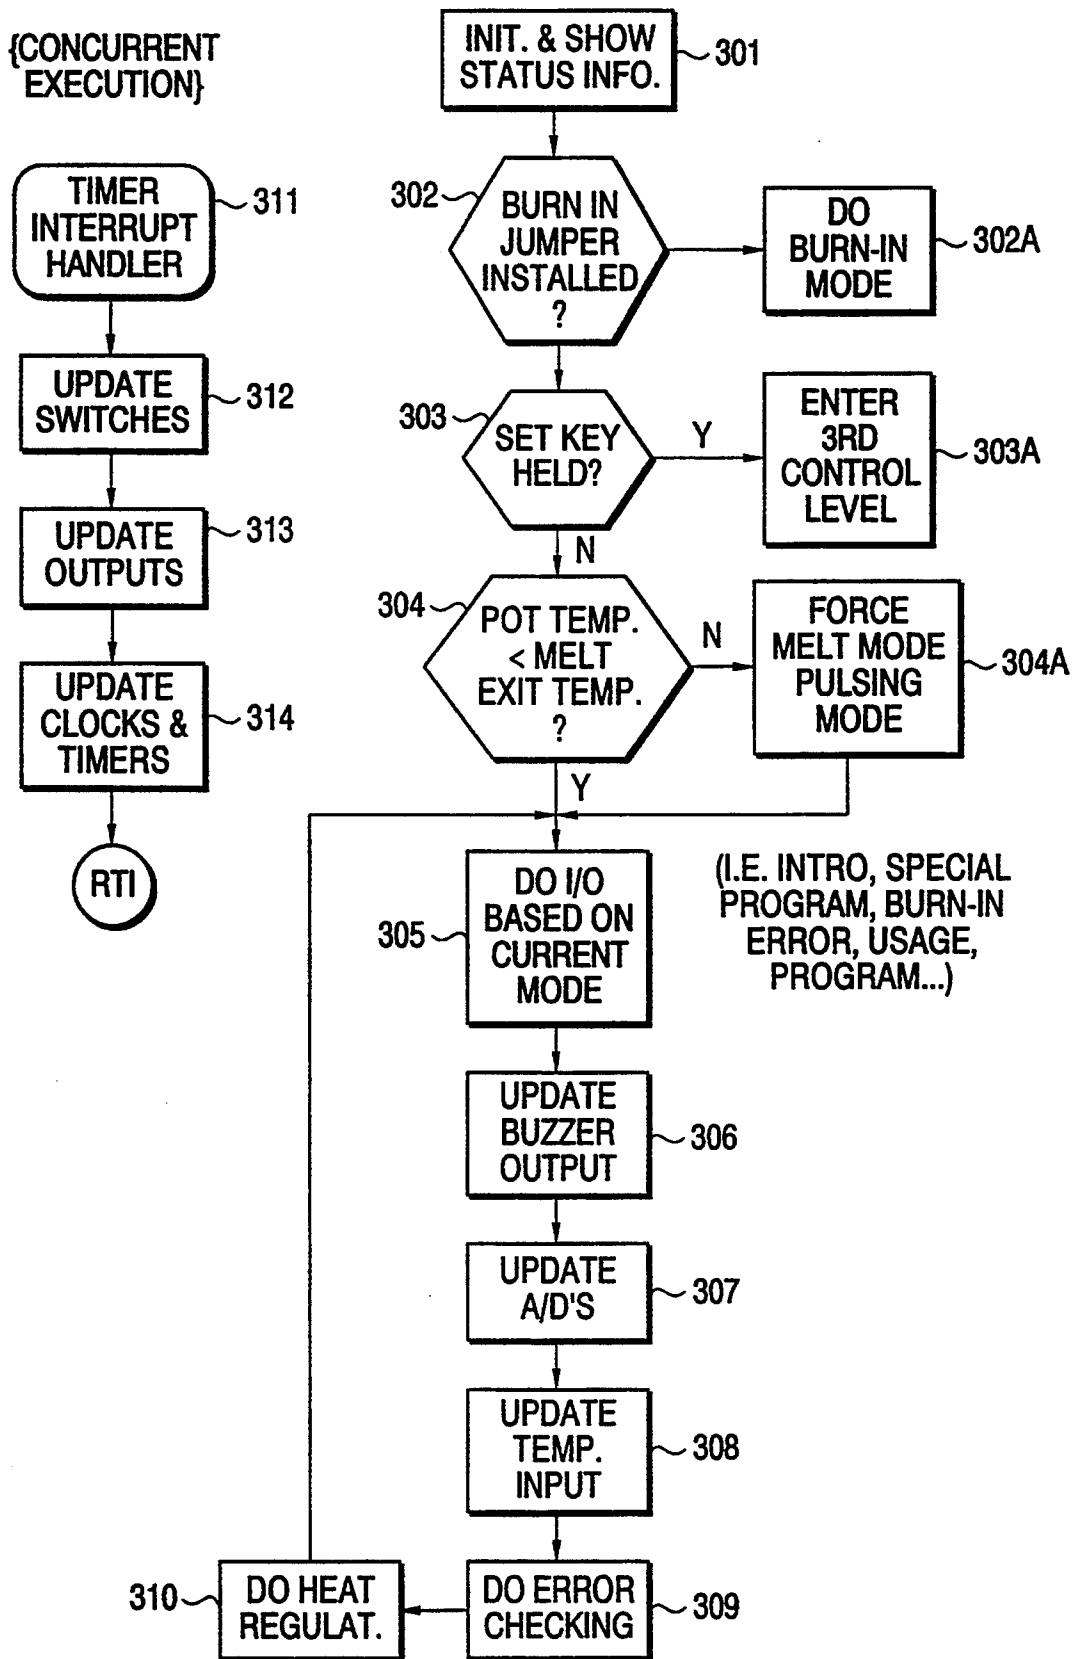 {CONCURRENT
EXECUTION}
TIMER
INTERRUPT
HANDLER
311
UPDATE
SWITCHES
312
UPDATE
OUTPUTS
313
UPDATE
CLOCKS &
TIMERS
314
RTI
INIT. & SHOW
STATUS INFO.
301
302
BURN IN
JUMPER
INSTALLED
?
DO
BURN-IN
MODE
302A
303
SET KEY
HELD?
Y
ENTER
3RD
CONTROL
LEVEL
303A
N
304
POT TEMP.
< MELT
EXIT TEMP.
?
N
FORCE
MELT MODE
PULSING
MODE
304A
Y
305
DO I/O
BASED ON
CURRENT
MODE
(I.E. INTRO, SPECIAL
PROGRAM, BURN-IN
ERROR, USAGE,
PROGRAM...)
UPDATE
BUZZER
OUTPUT
306
UPDATE
A/D'S
307
UPDATE
TEMP.
INPUT
308
DO ERROR
CHECKING
309
310
DO HEAT
REGULAT.